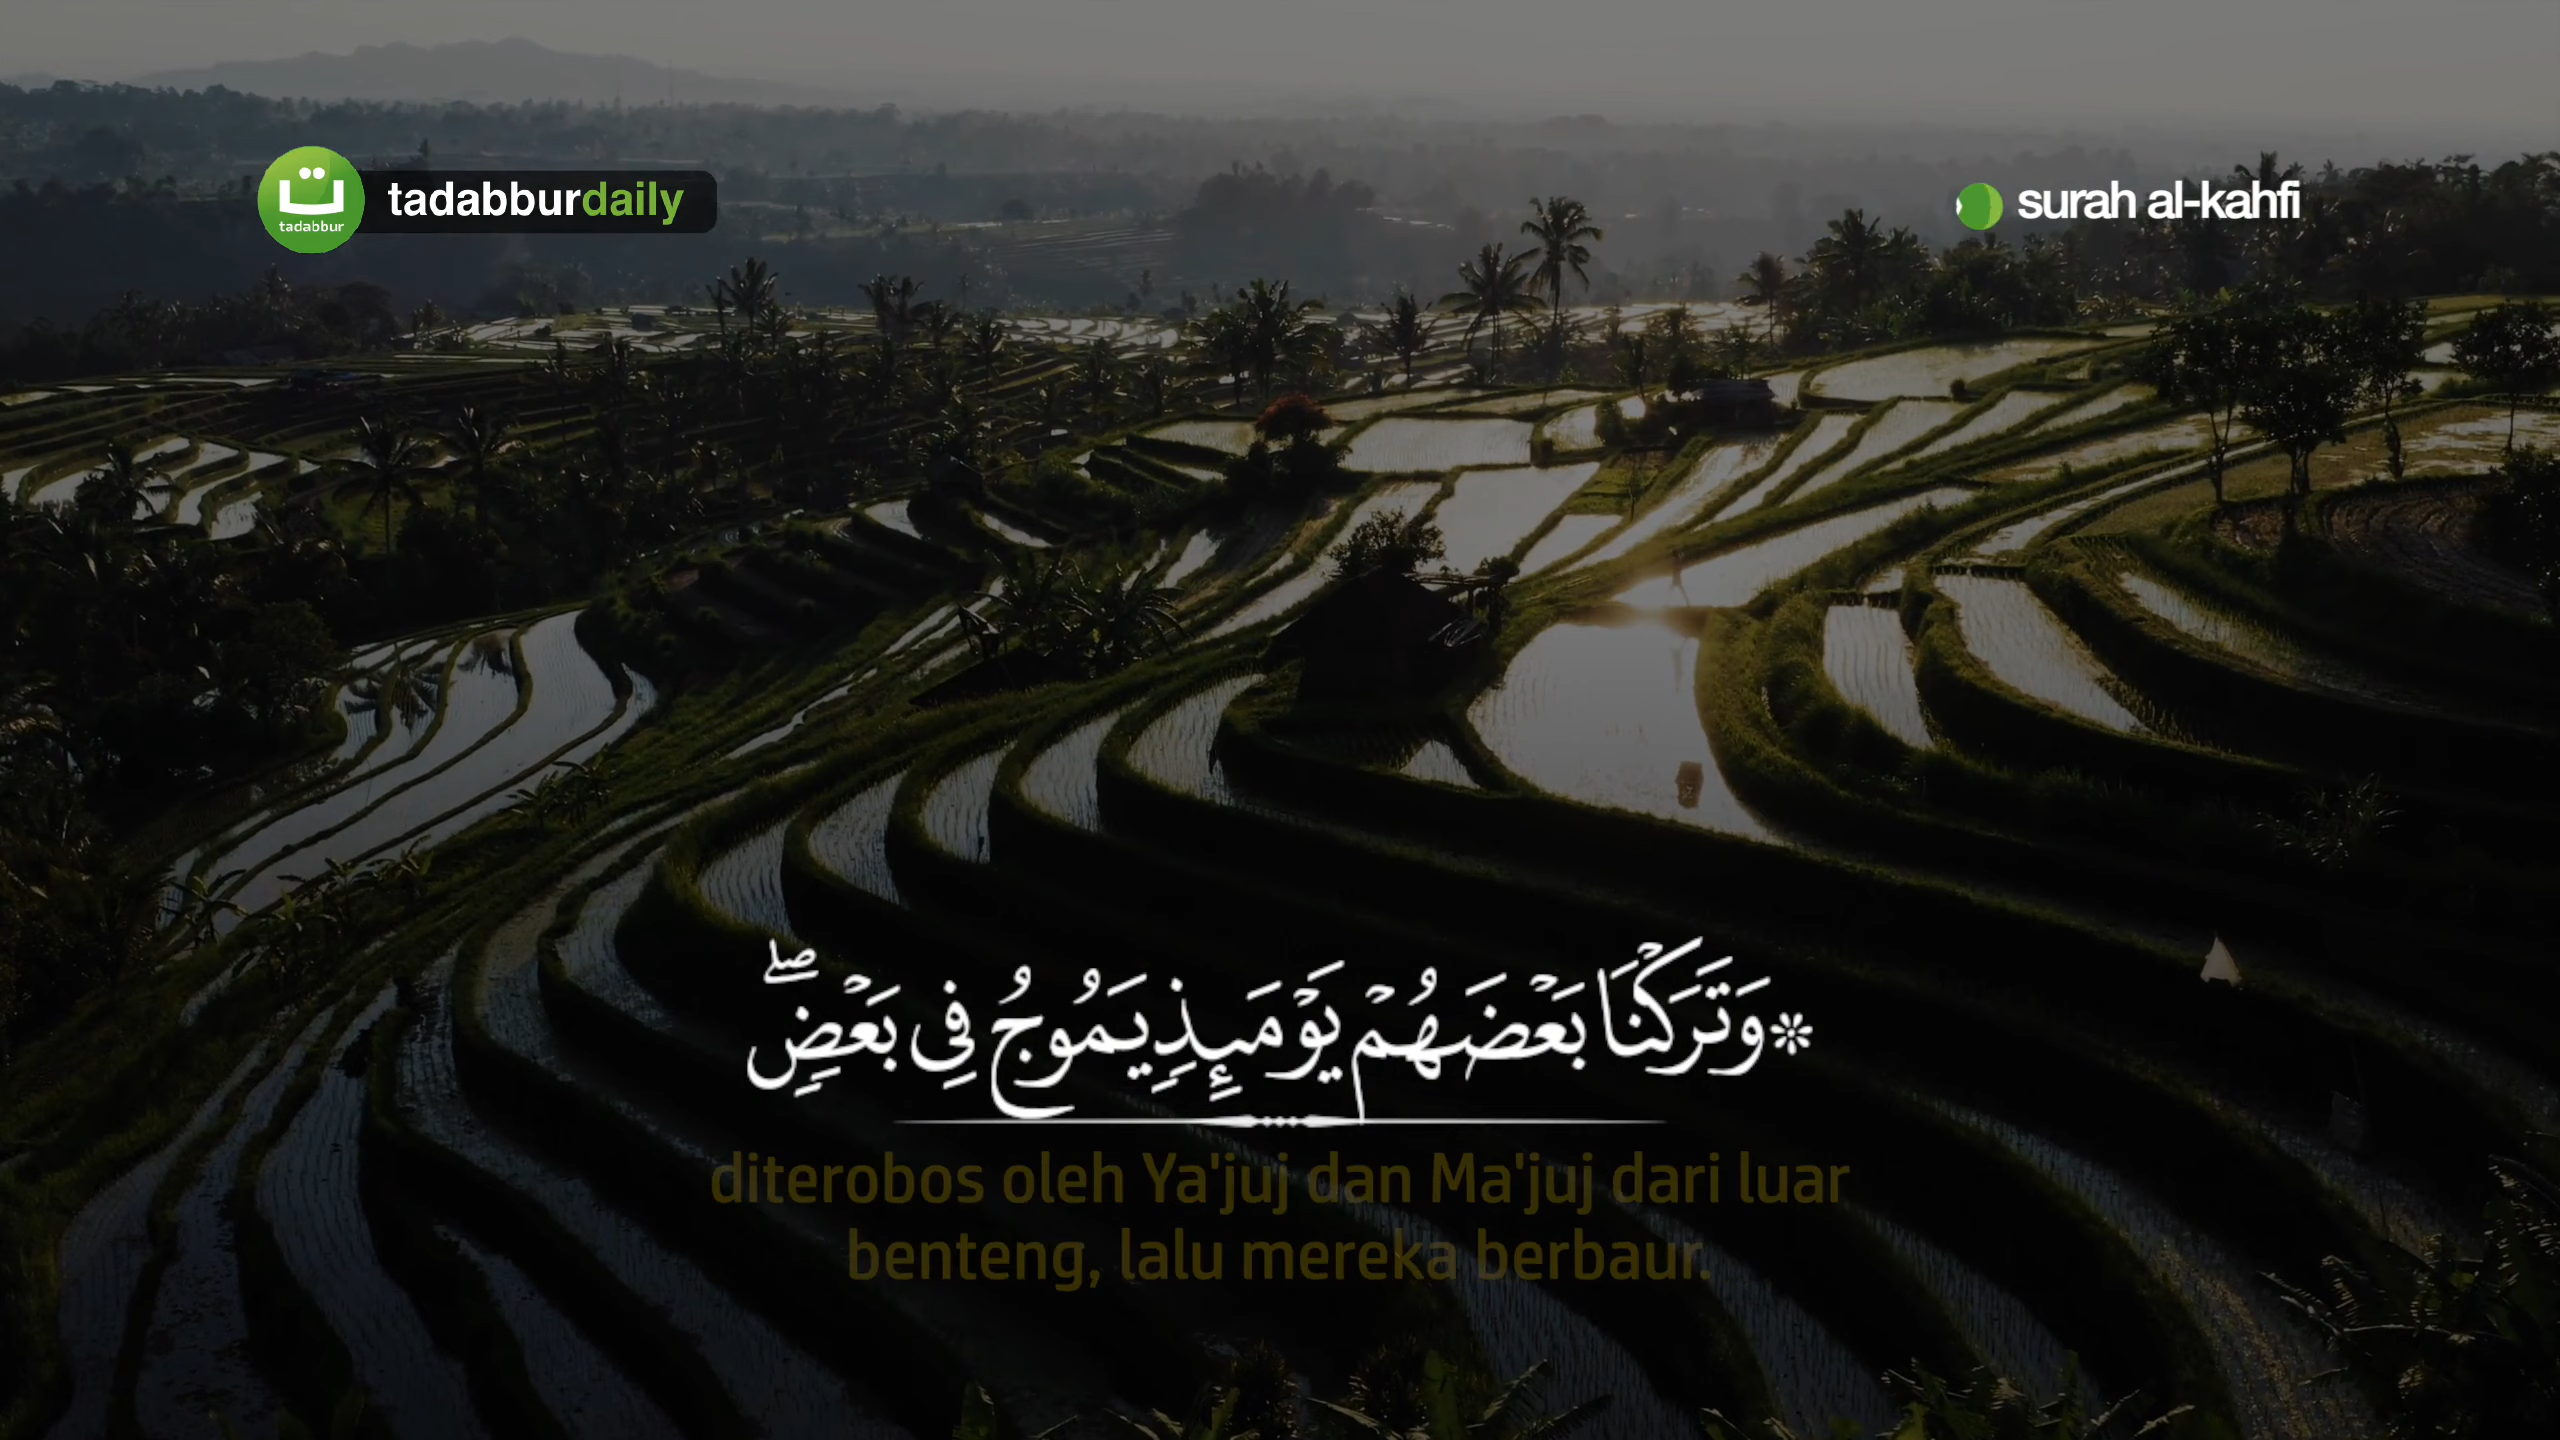 ت
tadabbur
tadabburdaily
surah al-kahfi
۞وَتَرَكْنَا بَعْضَهُمْ يَوْمَئِذٍ يَمُوجُ فِى بَعْضٍ ۖ
diterobos oleh Ya'juj dan Ma'juj dari luar
benteng, lalu mereka berbaur.